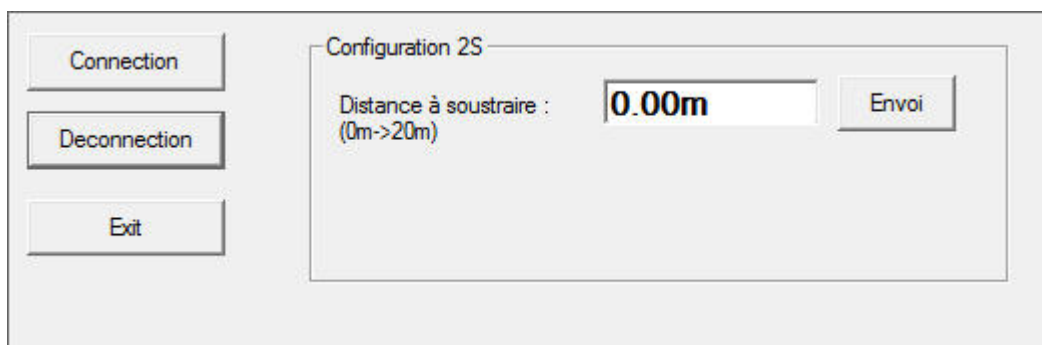 Connection
Deconnection
Exit
Configuration 2S
Distance à soustraire :
(0m->20m)
0.00m
Envoi